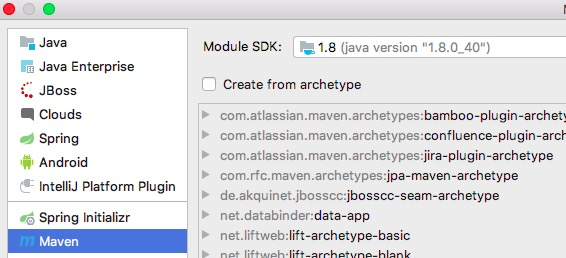 Java
Java Enterprise
JBoss
Clouds
Spring
Android
IntelliJ Platform Plugin
Spring Initializr
Maven
Module SDK: 1.8 (java version "1.8.0_40")
Create from archetype
com.atlassian.maven.archetypes:bamboo-plugin-archety
com.atlassian.maven.archetypes:confluence-plugin-arch
com.atlassian.maven.archetypes:jira-plugin-archetype
com.rfc.maven.archetypes:jpa-maven-archetype
de.akquinet.jbosscc:jbosscc-seam-archetype
net.databinder:data-app
net.liftweb:lift-archetype-basic
net.liftweb:lift-archetype-blank